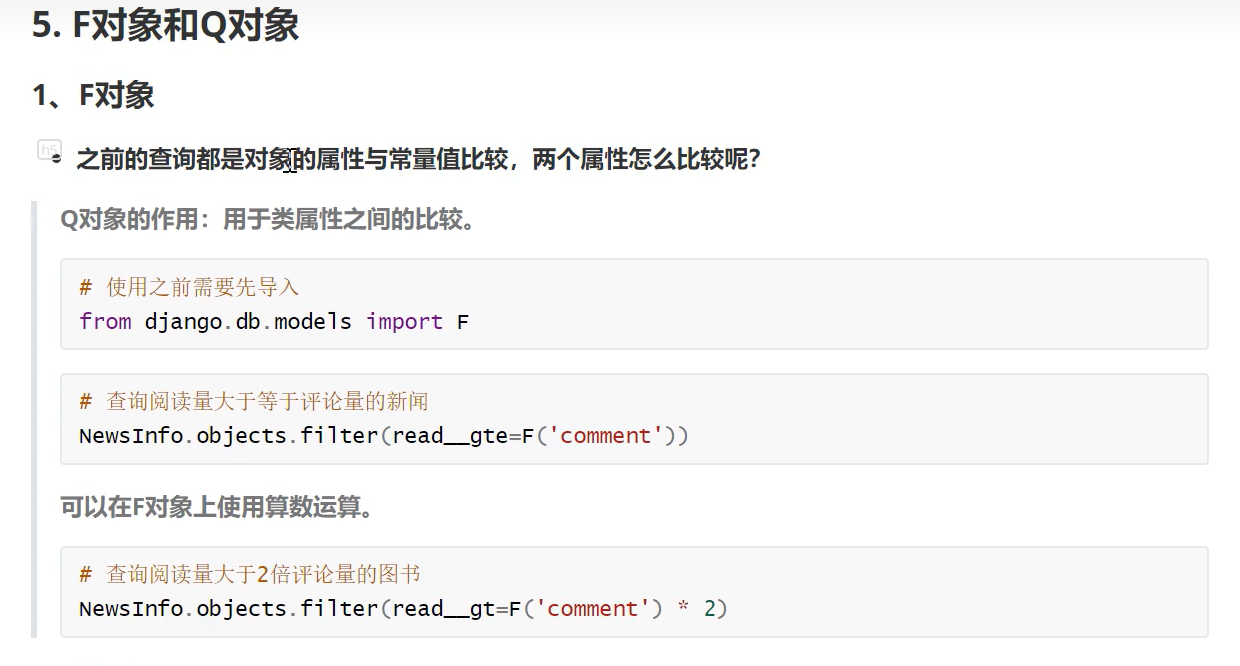 5. F对象和Q对象
1、F对象
h5
之前的查询都是对象的属性与常量值比较，两个属性怎么比较呢？
Q对象的作用：用于类属性之间的比较。
# 使用之前需要先导入
from django.db.models import F
# 查询阅读量大于等于评论量的新闻
NewsInfo.objects.filter(read__gte=F('comment'))
可以在F对象上使用算数运算。
# 查询阅读量大于2倍评论量的图书
NewsInfo.objects.filter(read__gt=F('comment') * 2)